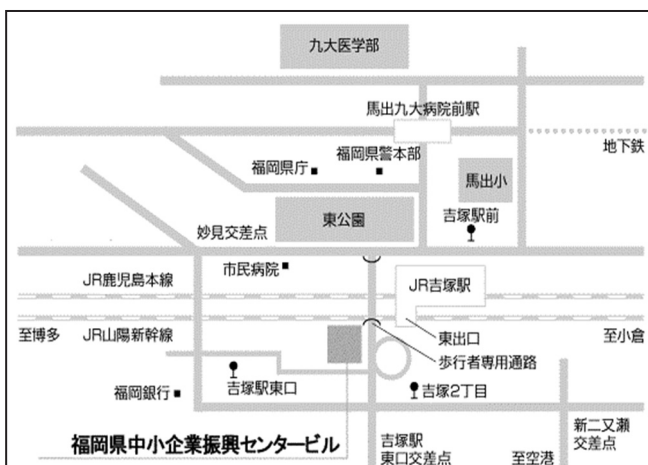 九大医学部
馬出九大病院前駅
地下鉄
福岡県庁
福岡県警本部
馬出小
東公園
吉塚駅前
妙見交差点
市民病院
JR吉塚駅
JR鹿児島本線
至博多
JR山陽新幹線
東出口
至小倉
歩行者専用通路
吉塚駅東口
吉塚2丁目
福岡銀行
福岡県中小企業振興センタービル
吉塚駅
東口交差点
至空港
新二又瀬
交差点